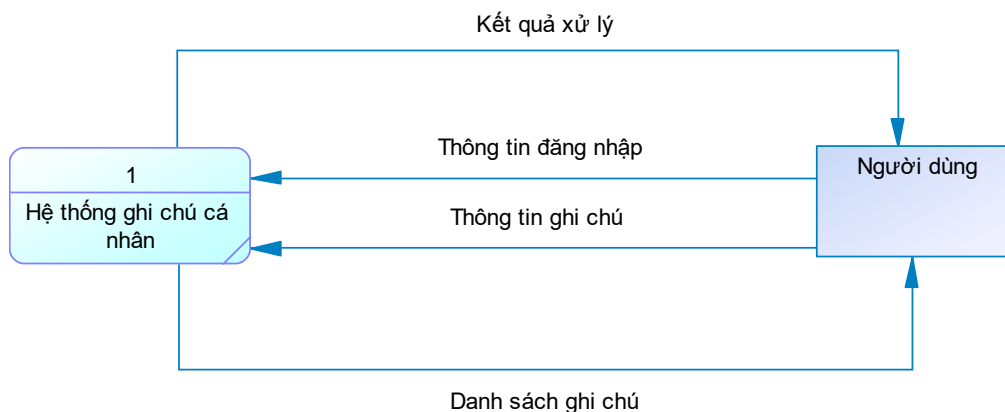 Kết quả xử lý
Thông tin đăng nhập
1
Người dùng
Hệ thống ghi chú cá
nhân
Thông tin ghi chú
Danh sách ghi chú